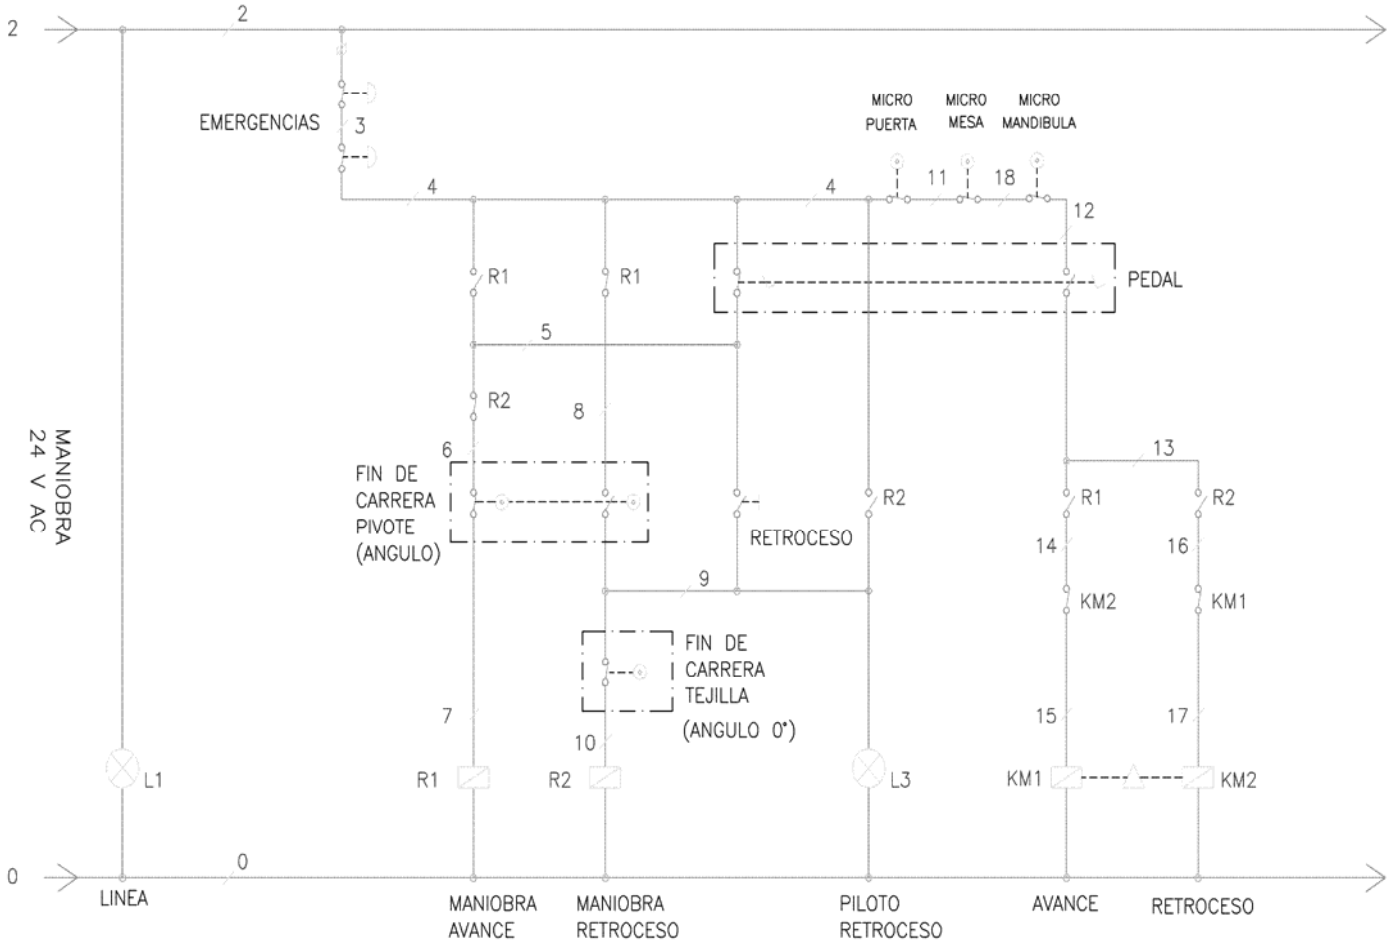 2
2
EMERGENCIAS
3
MICRO
PUERTA
MICRO
MESA
MICRO
MANDIBULA
4
4
11
18
12
R1
R1
PEDAL
5
R2
8
6
13
FIN DE
CARRERA
PIVOTE
(ANGULO)
MANIOBRA
24 V AC
R2
R1
R2
RETROCESO
14
16
9
KM2
KM1
FIN DE
CARRERA
TEJILLA
(ANGULO 0°)
7
10
15
17
L1
R1
R2
L3
KM1
KM2
0
0
LINEA
MANIOBRA
AVANCE
MANIOBRA
RETROCESO
PILOTO
RETROCESO
AVANCE
RETROCESO